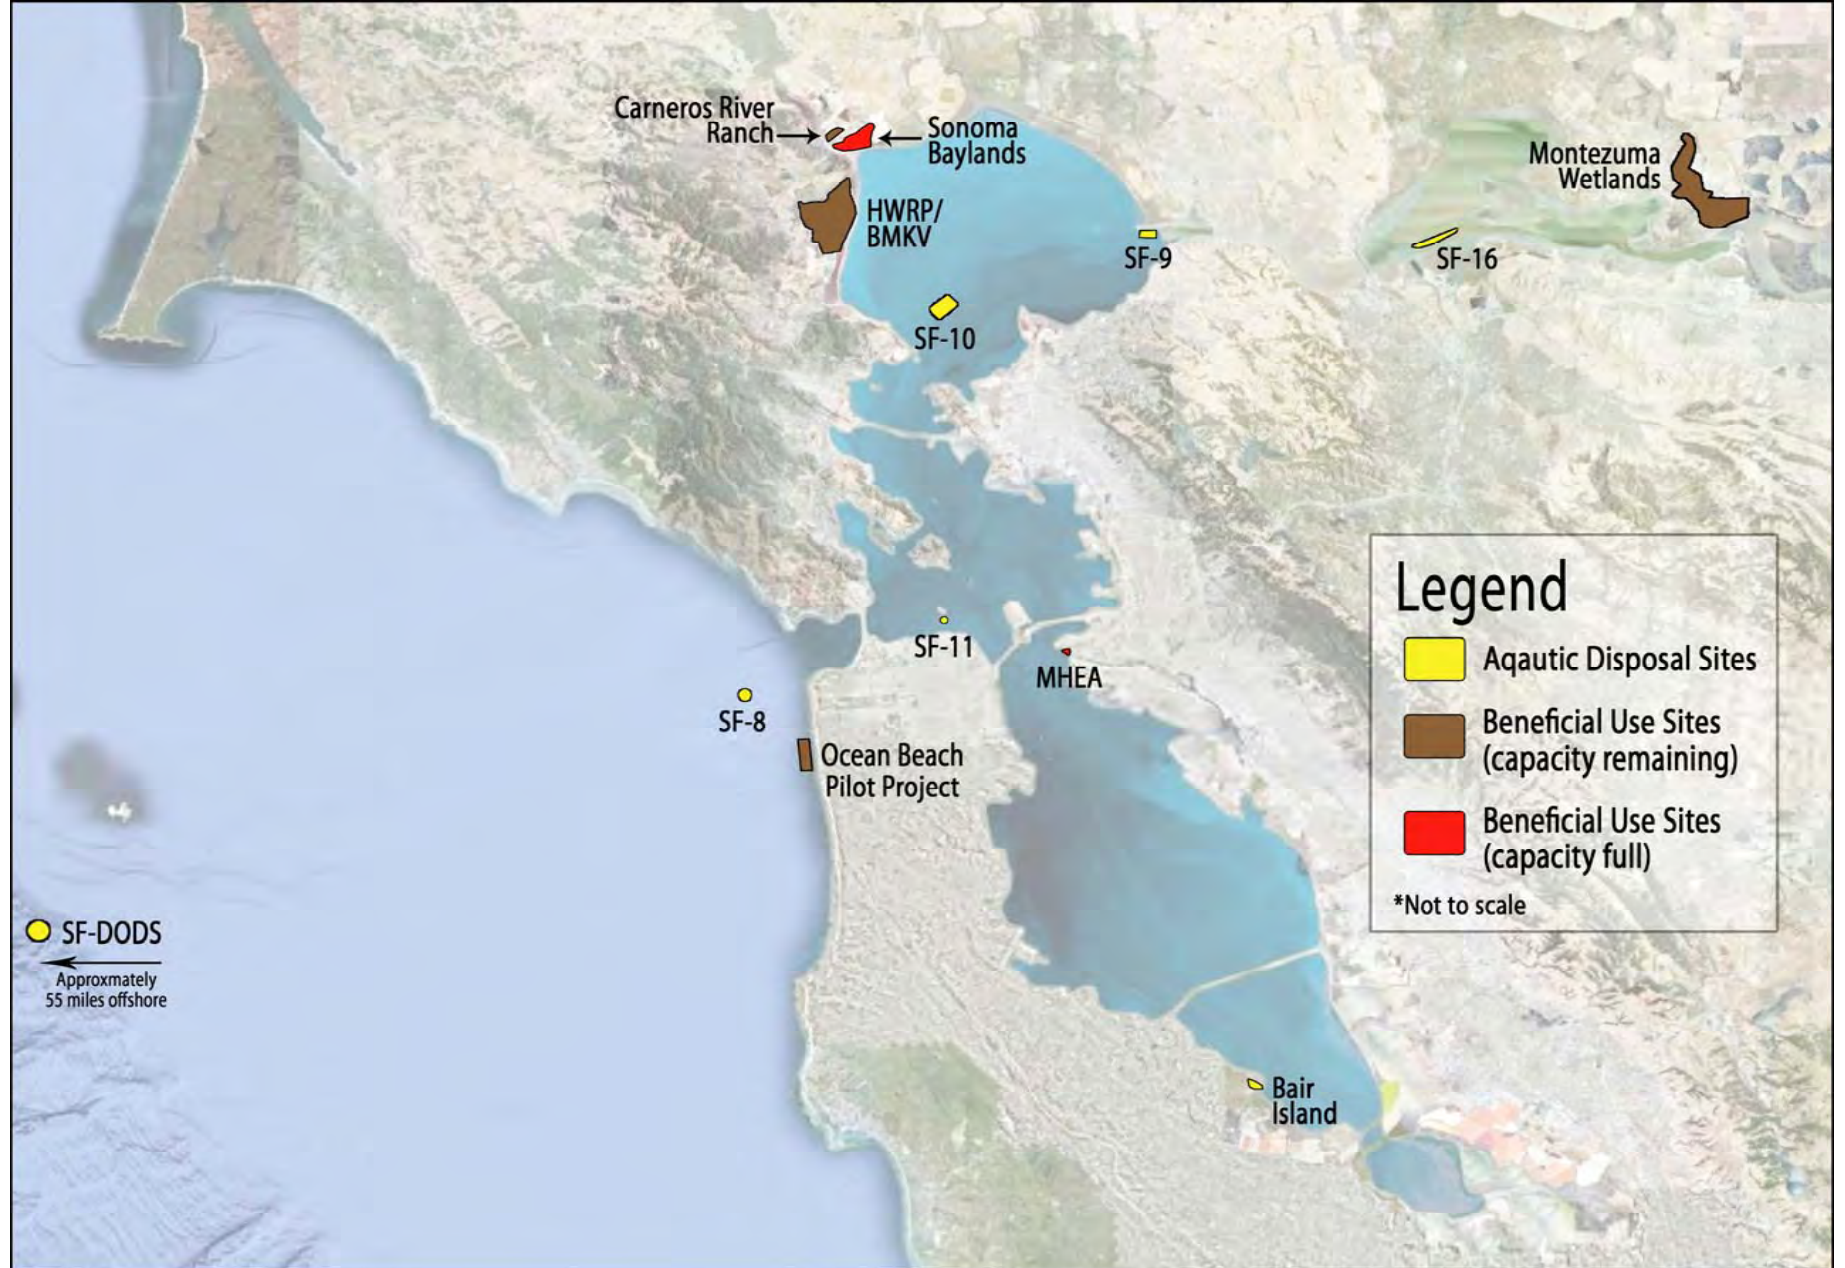 Carneros River
Ranch
Sonoma
Baylands
Montezuma
Wetlands
HWRP/
BMKV
SF-9
SF-16
SF-10
SF-11
MHEA
SF-8
Ocean Beach
Pilot Project
SF-DODS
Approxmately
55 miles offshore
Bair
Island
Legend
Aqautic Disposal Sites
Beneficial Use Sites
(capacity remaining)
Beneficial Use Sites
(capacity full)
*Not to scale